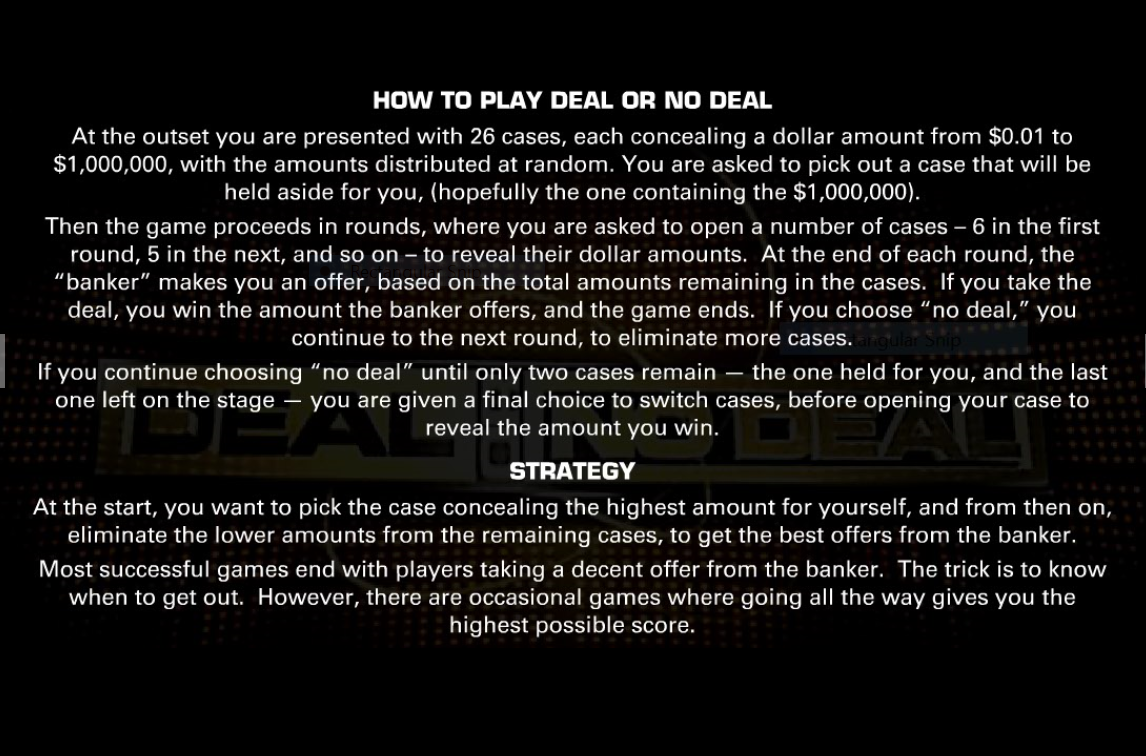 HOW TO PLAY DEAL OR NO DEAL
At the outset you are presented with 26 cases, each concealing a dollar amount from $0.01 to
$1,000,000, with the amounts distributed at random. You are asked to pick out a case that will be
held aside for you, (hopefully the one containing the $1,000,000).
Then the game proceeds in rounds, where you are asked to open a number of cases – 6 in the first
round, 5 in the next, and so on – to reveal their dollar amounts. At the end of each round, the
“banker” makes you an offer, based on the total amounts remaining in the cases. If you take the
deal, you win the amount the banker offers, and the game ends. If you choose “no deal,” you
continue to the next round, to eliminate more cases.
If you continue choosing “no deal” until only two cases remain — the one held for you, and the last
one left on the stage — you are given a final choice to switch cases, before opening your case to
reveal the amount you win.
STRATEGY
At the start, you want to pick the case concealing the highest amount for yourself, and from then on,
eliminate the lower amounts from the remaining cases, to get the best offers from the banker.
Most successful games end with players taking a decent offer from the banker. The trick is to know
when to get out. However, there are occasional games where going all the way gives you the
highest possible score.
Rectangular Snip
Rectangular Snip
DEAL NO DEAL